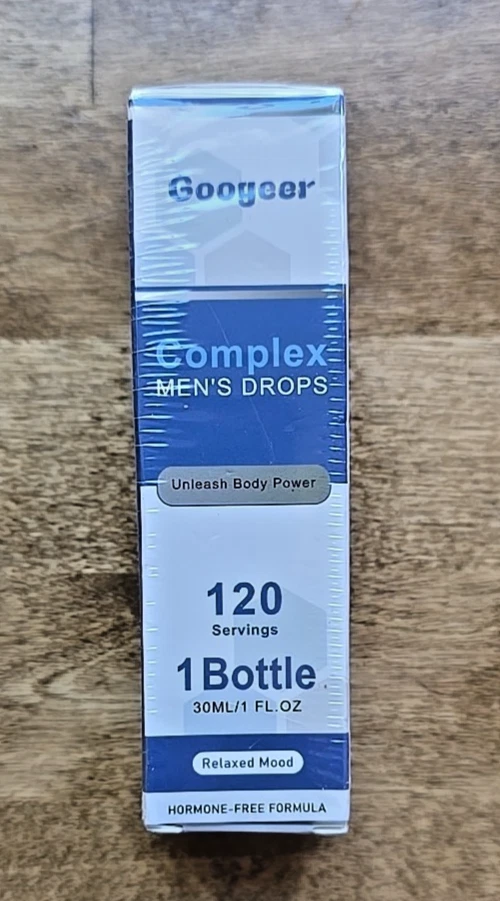 Googeer
Complex
MEN'S DROPS
Unleash Body Power
120
Servings
1Bottle
30ML/1 FL.OZ
Relaxed Mood
HORMONE-FREE FORMULA